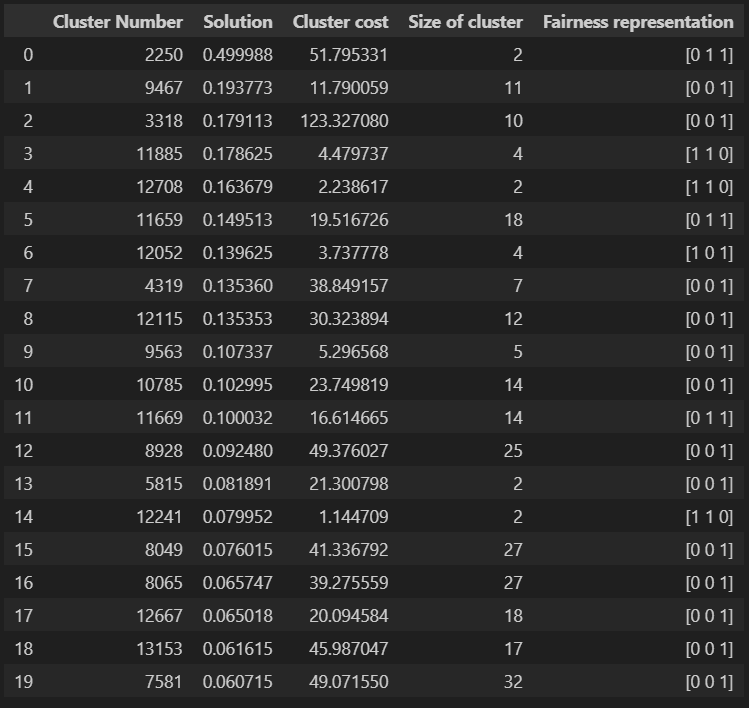 Cluster Number Solution Cluster cost Size of cluster Fairness representation
0 2250 0.499988 51.795331 2 [0 1 1]
1 9467 0.193773 11.790059 11 [0 0 1]
2 3318 0.179113 123.327080 10 [0 0 1]
3 11885 0.178625 4.479737 4 [1 1 0]
4 12708 0.163679 2.238617 2 [1 1 0]
5 11659 0.149513 19.516726 18 [0 1 1]
6 12052 0.139625 3.737778 4 [1 0 1]
7 4319 0.135360 38.849157 7 [0 0 1]
8 12115 0.135353 30.323894 12 [0 0 1]
9 9563 0.107337 5.296568 5 [0 0 1]
10 10785 0.102995 23.749819 14 [0 0 1]
11 11669 0.100032 16.614665 14 [0 1 1]
12 8928 0.092480 49.376027 25 [0 0 1]
13 5815 0.081891 21.300798 2 [0 0 1]
14 12241 0.079952 1.144709 2 [1 1 0]
15 8049 0.076015 41.336792 27 [0 0 1]
16 8065 0.065747 39.275559 27 [0 0 1]
17 12667 0.065018 20.094584 18 [0 0 1]
18 13153 0.061615 45.987047 17 [0 0 1]
19 7581 0.060715 49.071550 32 [0 0 1]